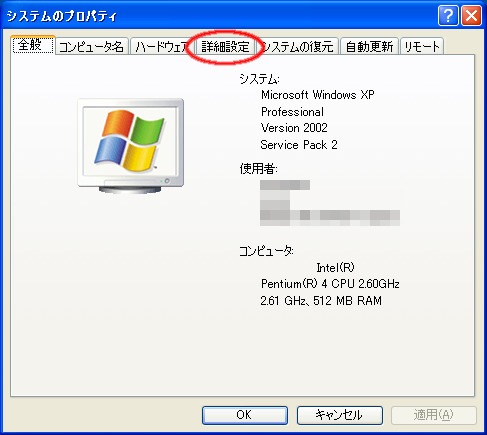 システムのプロパティ
全般 コンピュータ名 ハードウェア 詳細設定 システムの復元 自動更新 リモート
システム:
Microsoft Windows XP
Professional
Version 2002
Service Pack 2
使用者:
コンピュータ:
Intel(R)
Pentium(R) 4 CPU 2.60GHz
2.61 GHz、512 MB RAM
OK キャンセル 適用(A)